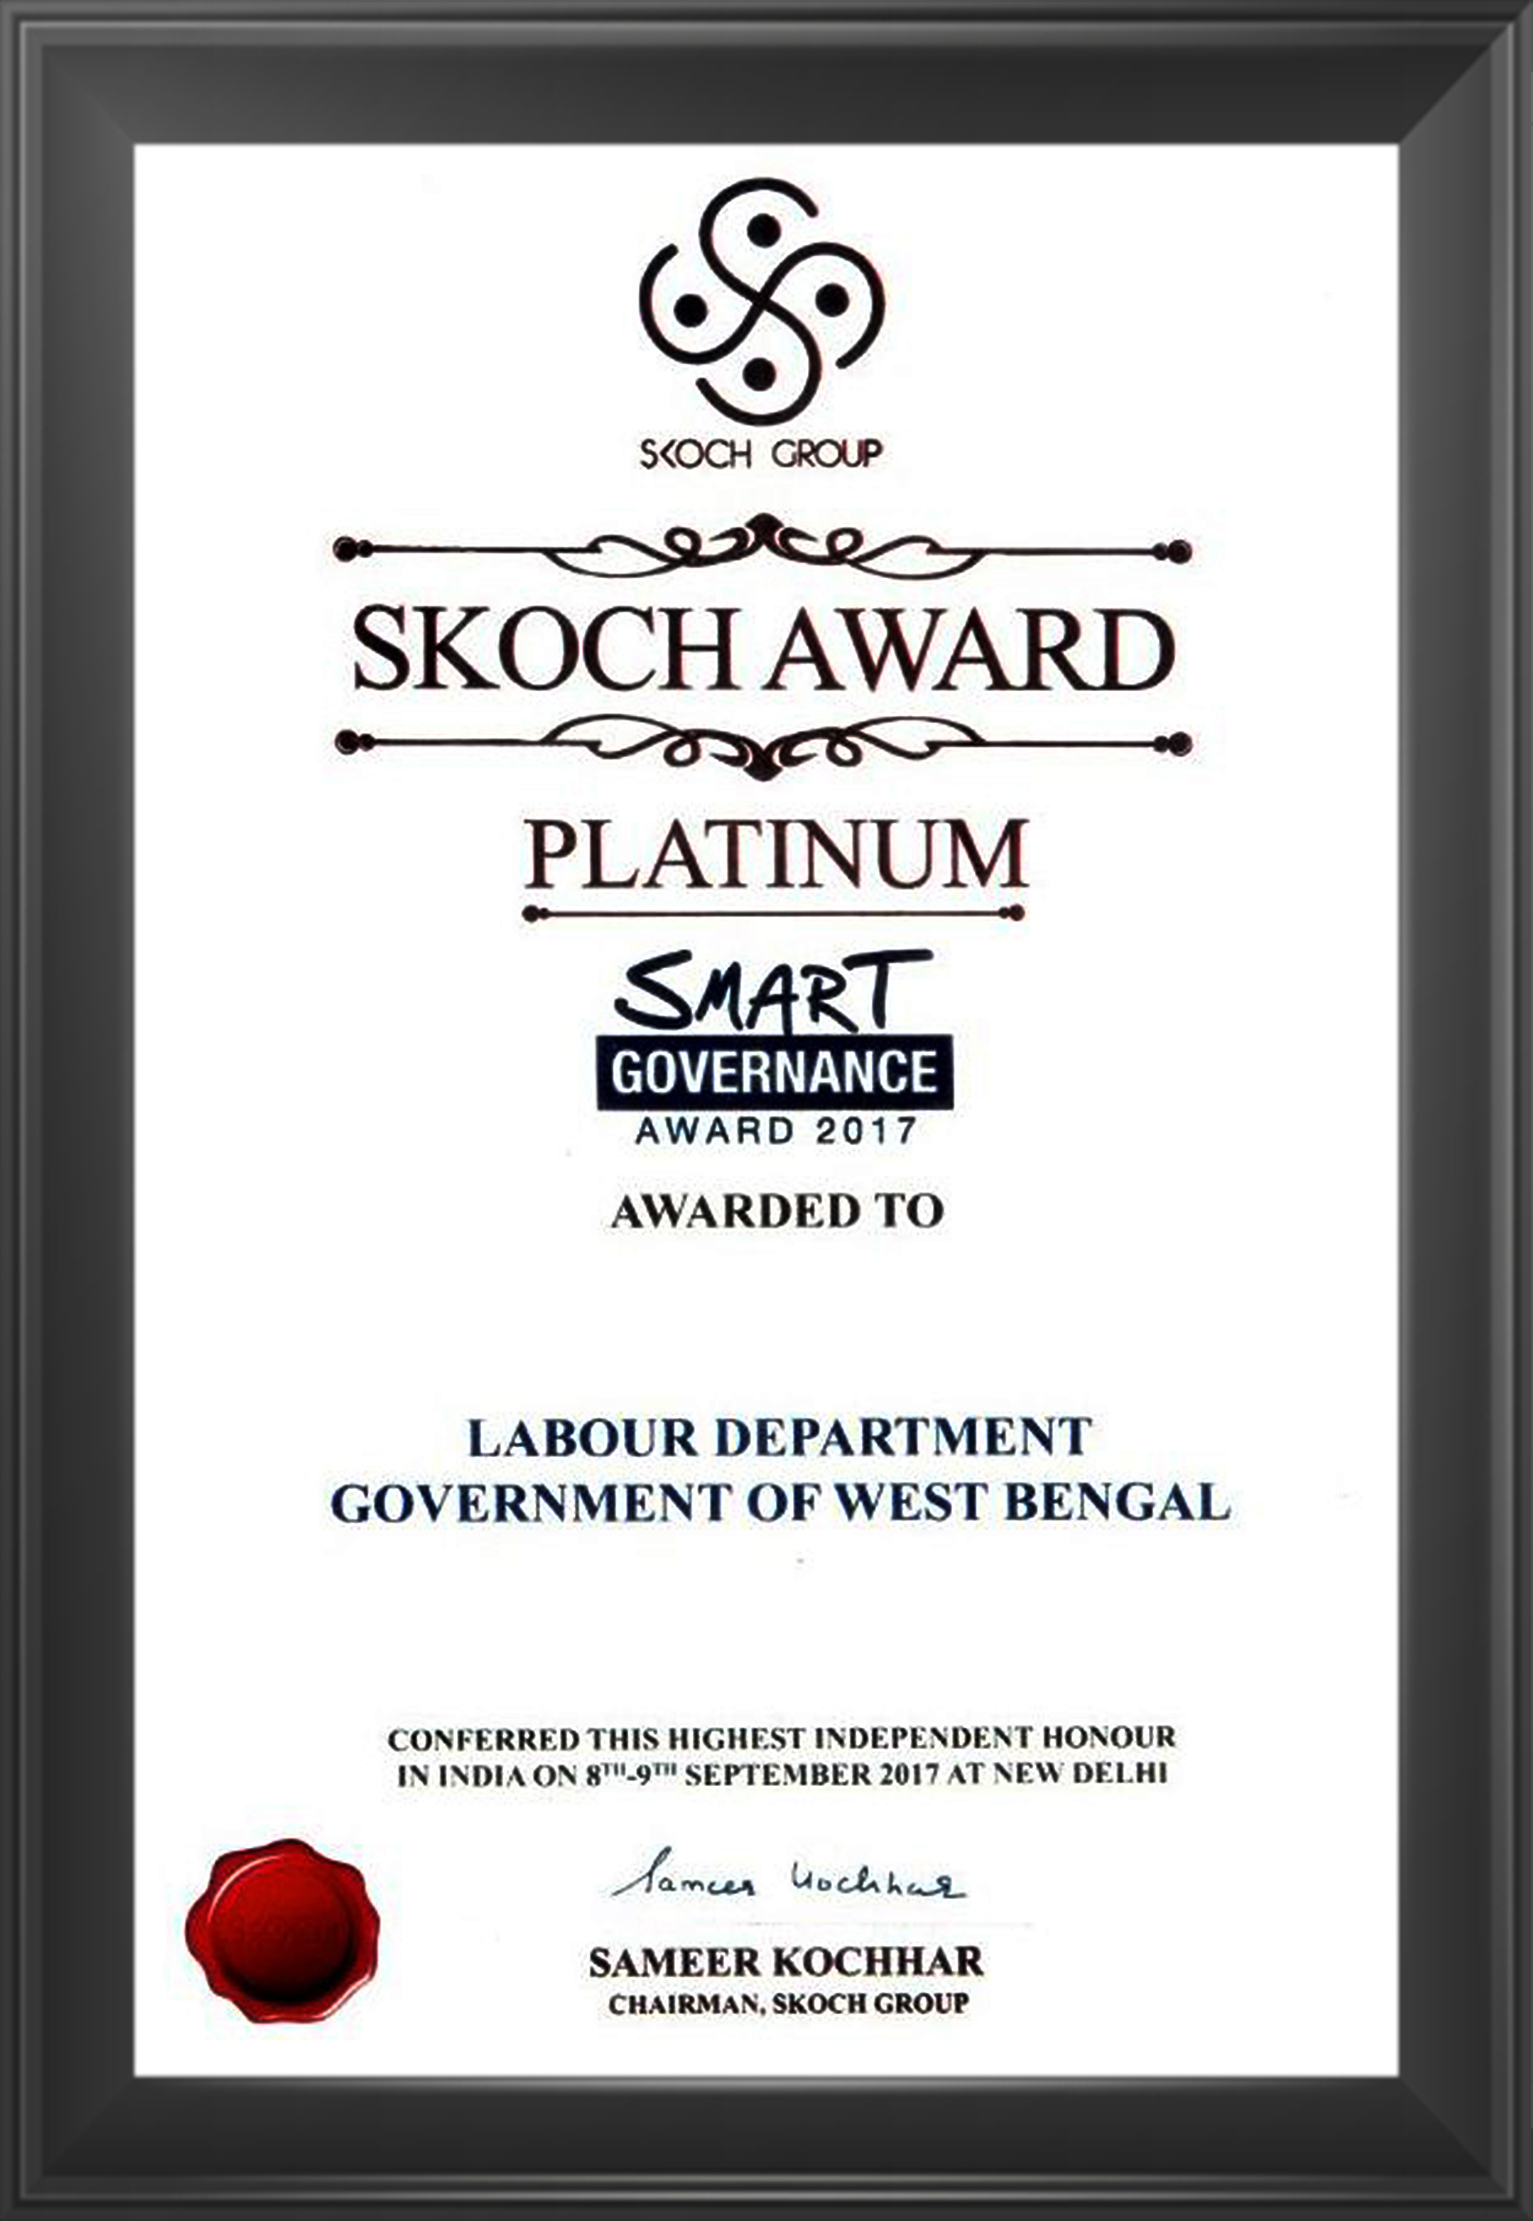 SKOCH GROUP
SKOCH AWARD
PLATINUM
SMART
GOVERNANCE
AWARD 2017
AWARDED TO
LABOUR DEPARTMENT
GOVERNMENT OF WEST BENGAL
CONFERRED THIS HIGHEST INDEPENDENT HONOUR
IN INDIA ON 8TH-9TH SEPTEMBER 2017 AT NEW DELHI
Sameer Kochhar
SAMEER KOCHHAR
CHAIRMAN, SKOCH GROUP